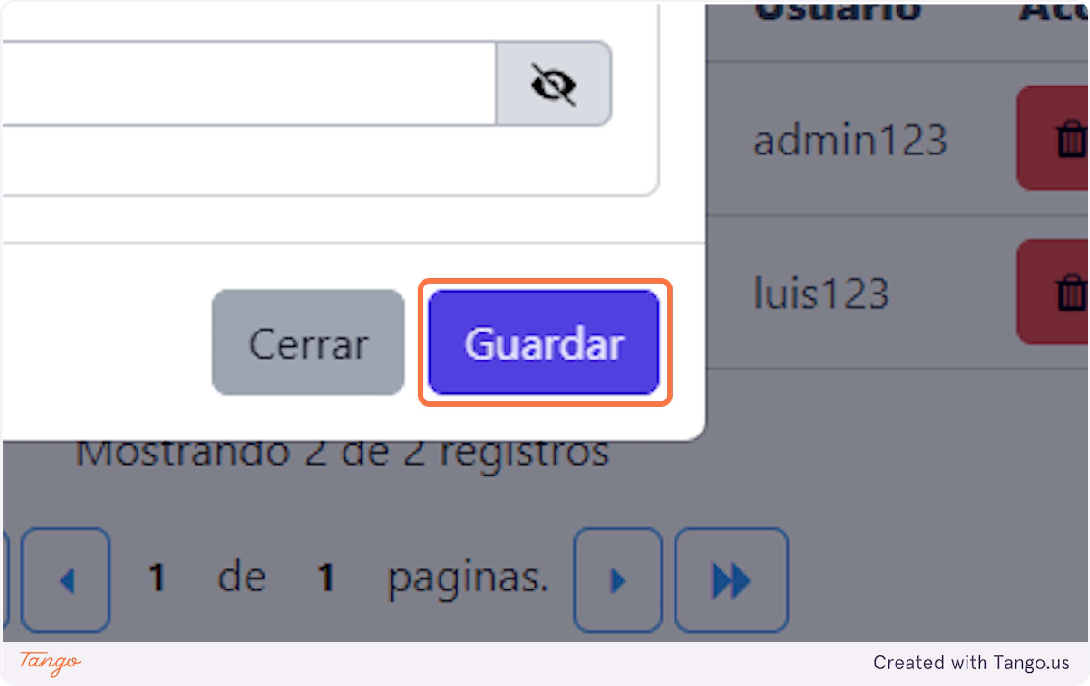 Usuario Acc
admin123
luis123
Cerrar Guardar
Mostrando 2 de 2 registros
1 de 1 paginas.
Tango Created with Tango.us